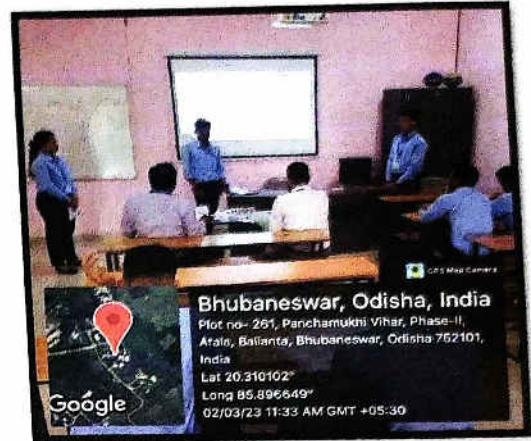 GPS Map Camera
Bhubaneswar, Odisha, India
Plot no- 261, Panchamukhi Vihar, Phase-II,
Atala, Balianta, Bhubaneswar, Odisha 752101,
India
Lat 20.310102°
Long 85.896649°
02/03/23 11:33 AM GMT +05:30
Google